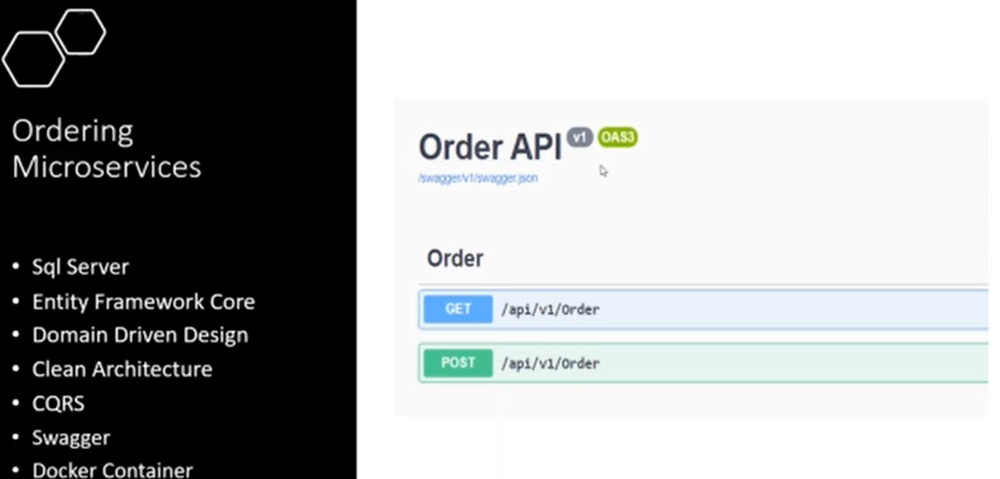 Ordering
Microservices
• Sql Server
• Entity Framework Core
• Domain Driven Design
• Clean Architecture
• CQRS
• Swagger
• Docker Container
Order API v1 OAS3
/swagger/v1/swagger.json
Order
GET /api/v1/Order
POST /api/v1/Order